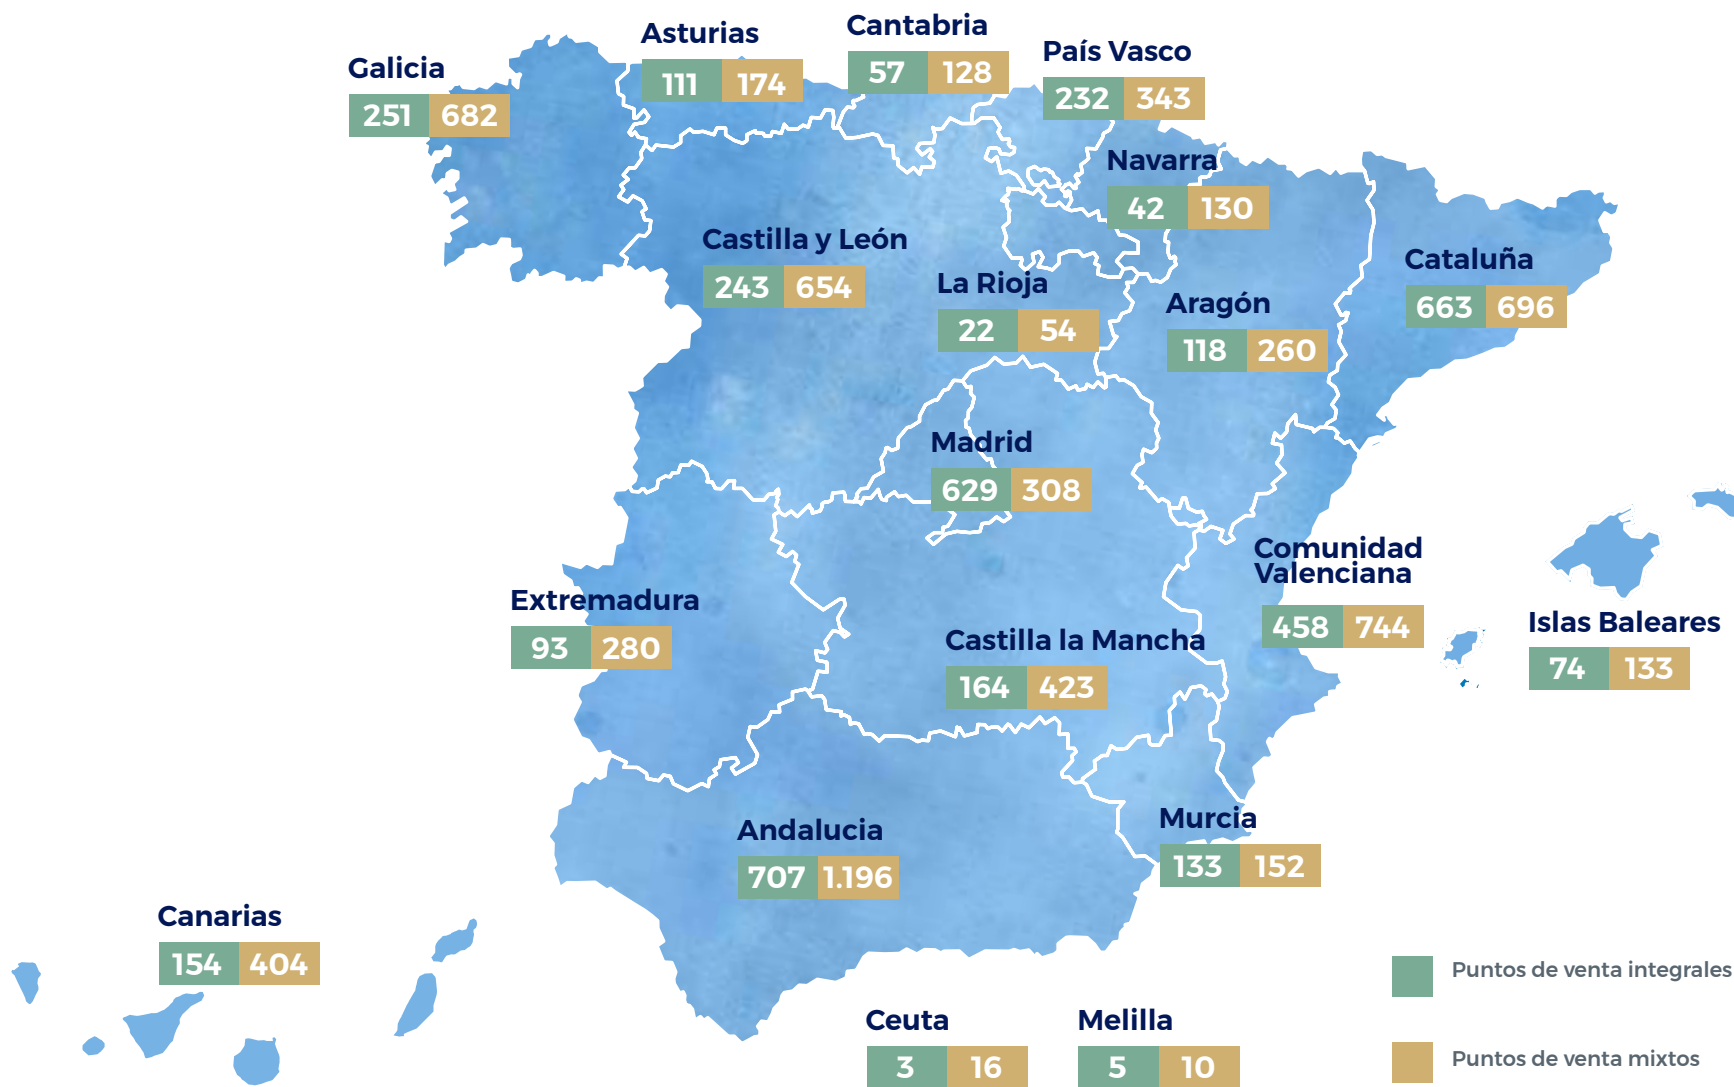 Asturias
111 174
Cantabria
57 128
País Vasco
232 343
Galicia
251 682
Navarra
42 130
Castilla y León
243 654
La Rioja
22 54
Aragón
118 260
Cataluña
663 696
Madrid
629 308
Comunidad
Valenciana
458 744
Extremadura
93 280
Islas Baleares
74 133
Castilla la Mancha
164 423
Andalucia
707 1.196
Murcia
133 152
Canarias
154 404
Ceuta
3 16
Melilla
5 10
Puntos de venta integrales
Puntos de venta mixtos